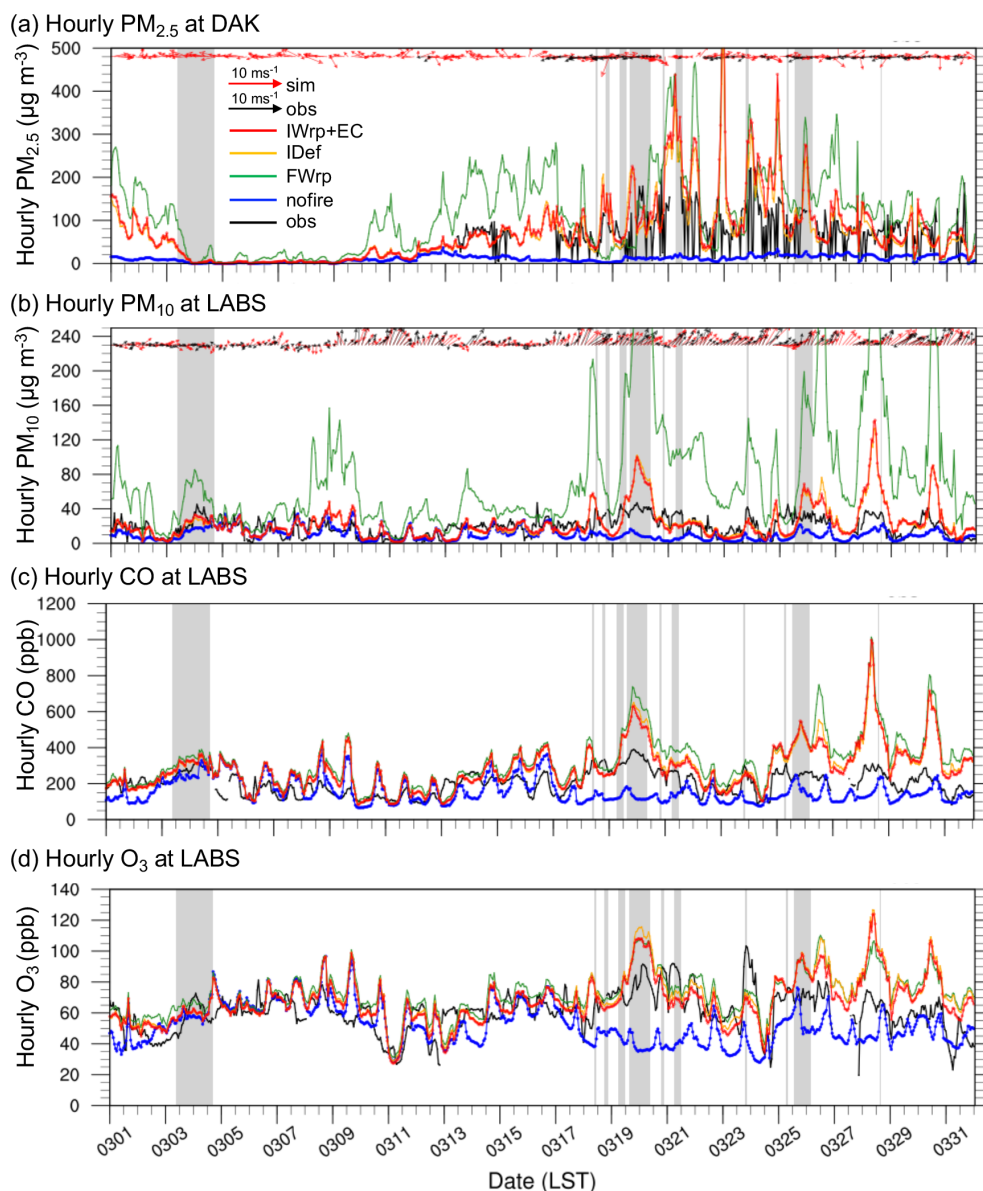 (a) Hourly PM2.5 at DAK
Hourly PM2.5 (µg m-3)
500
400
300
200
100
0
10 ms-1
sim
10 ms-1
obs
IWrp+EC
IDef
FWrp
nofire
obs
(b) Hourly PM10 at LABS
Hourly PM10 (µg m-3)
240
200
160
120
80
40
0
(c) Hourly CO at LABS
Hourly CO (ppb)
1200
1000
800
600
400
200
0
(d) Hourly O3 at LABS
Hourly O3 (ppb)
140
120
100
80
60
40
20
0
0301 0303 0305 0307 0309 0311 0313 0315 0317 0319 0321 0323 0325 0327 0329 0331
Date (LST)